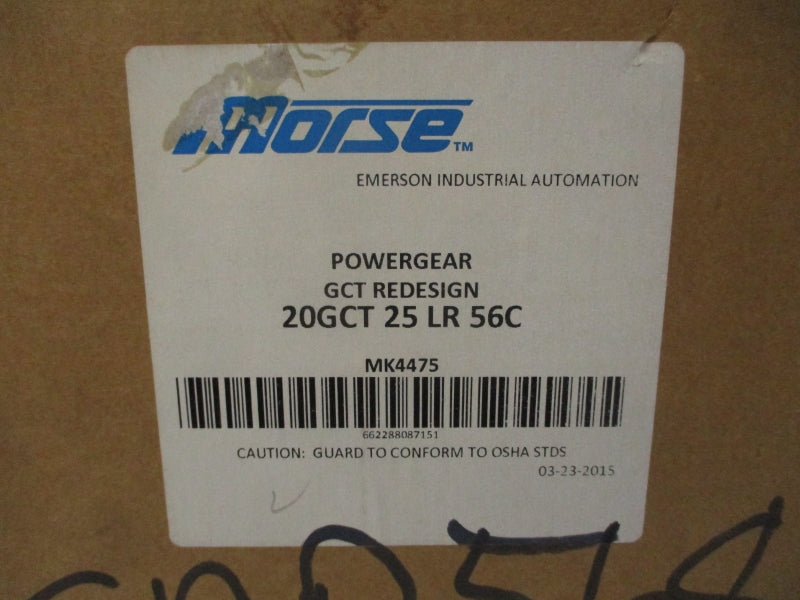 Morse™
EMERSON INDUSTRIAL AUTOMATION
POWERGEAR
GCT REDESIGN
20GCT 25 LR 56C
MK4475
662288087151
CAUTION: GUARD TO CONFORM TO OSHA STDS
03-23-2015